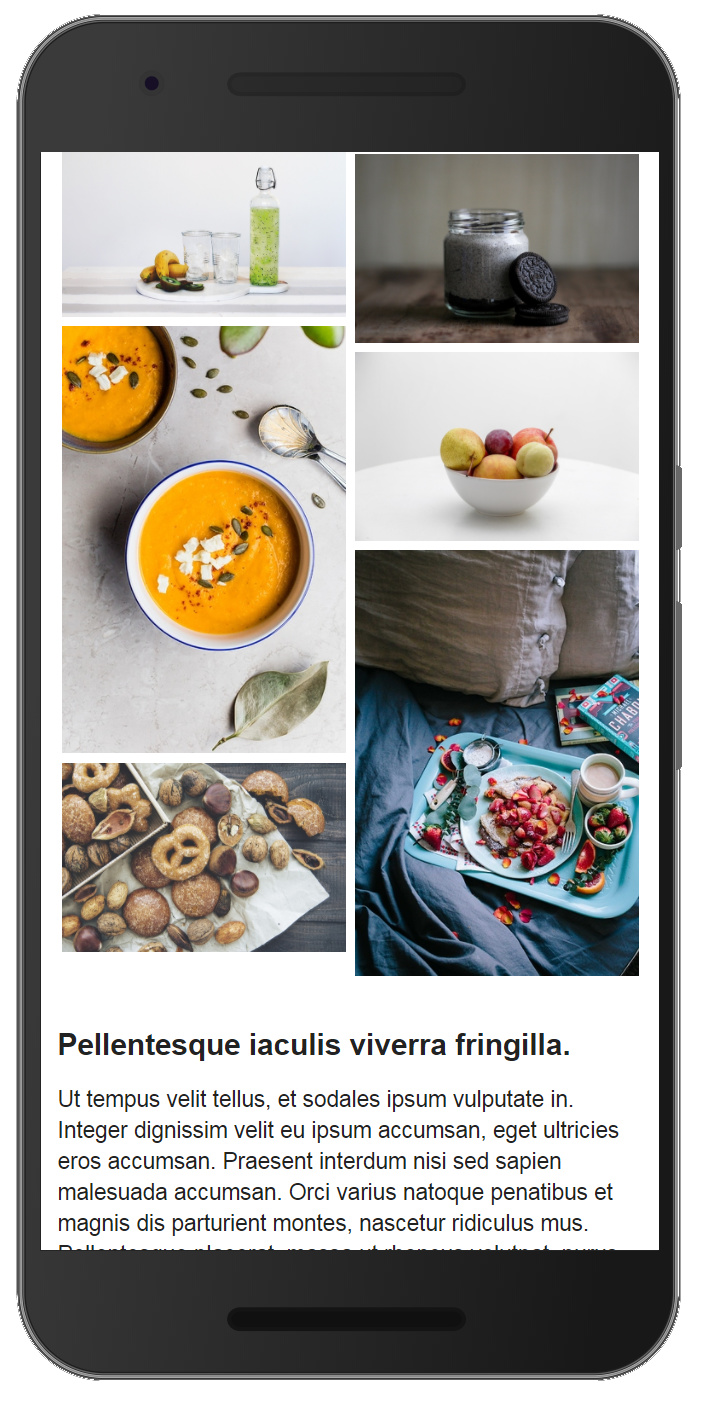 CHABO
Pellentesque iaculis viverra fringilla.
Ut tempus velit tellus, et sodales ipsum vulputate in.
Integer dignissim velit eu ipsum accumsan, eget ultricies
eros accumsan. Praesent interdum nisi sed sapien
malesuada accumsan. Orci varius natoque penatibus et
magnis dis parturient montes, nascetur ridiculus mus.